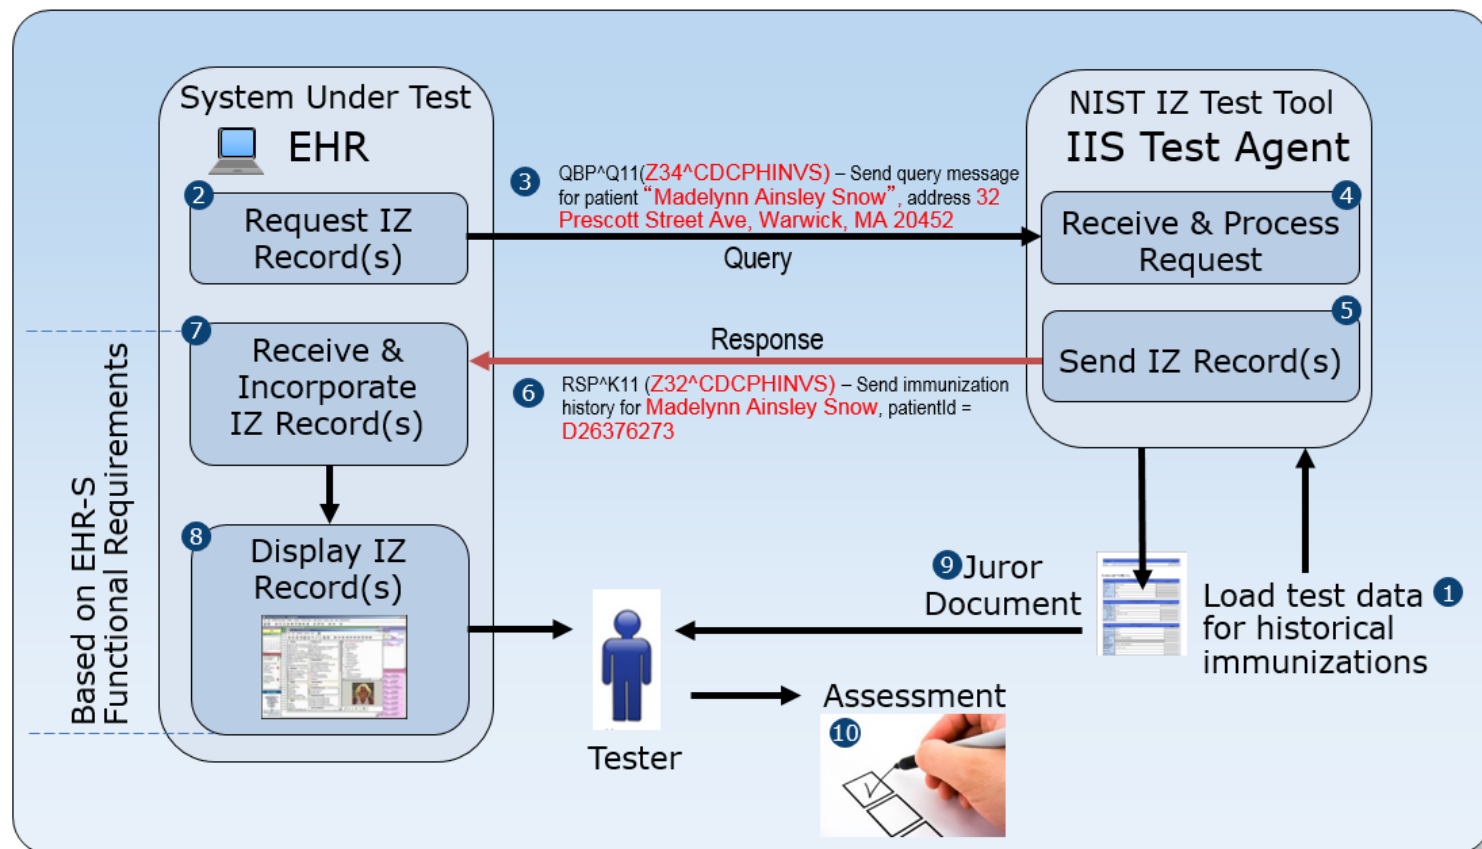 System Under Test
EHR
2
Request IZ
Record(s)
3
QBP^Q11(Z34^CDCPHINVS) – Send query message
for patient “Madelynn Ainsley Snow”, address 32
Prescott Street Ave, Warwick, MA 20452
Query
NIST IZ Test Tool
IIS Test Agent
4
Receive & Process
Request
5
Send IZ Record(s)
Response
6
RSP^K11 (Z32^CDCPHINVS) – Send immunization
history for Madelynn Ainsley Snow, patientId =
D26376273
7
Receive &
Incorporate
IZ Record(s)
Based on EHR-S
Functional Requirements
8
Display IZ
Record(s)
Tester
9
Juror
Document
Load test data
1
for historical
immunizations
Assessment
10